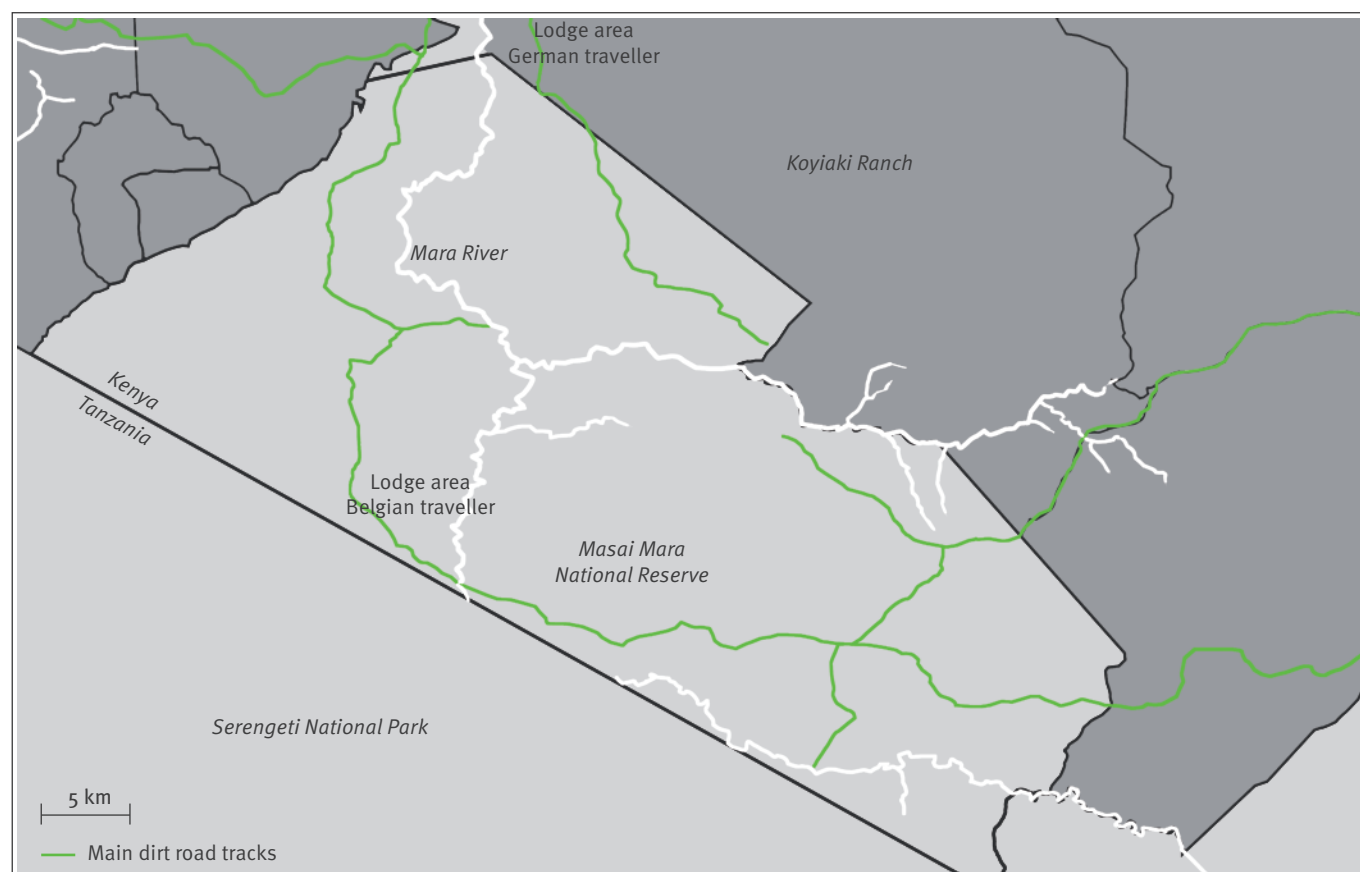 Lodge area
German traveller
Koyiaki Ranch
Mara River
Kenya
Tanzania
Lodge area
Belgian traveller
Masai Mara
National Reserve
Serengeti National Park
5 km
Main dirt road tracks